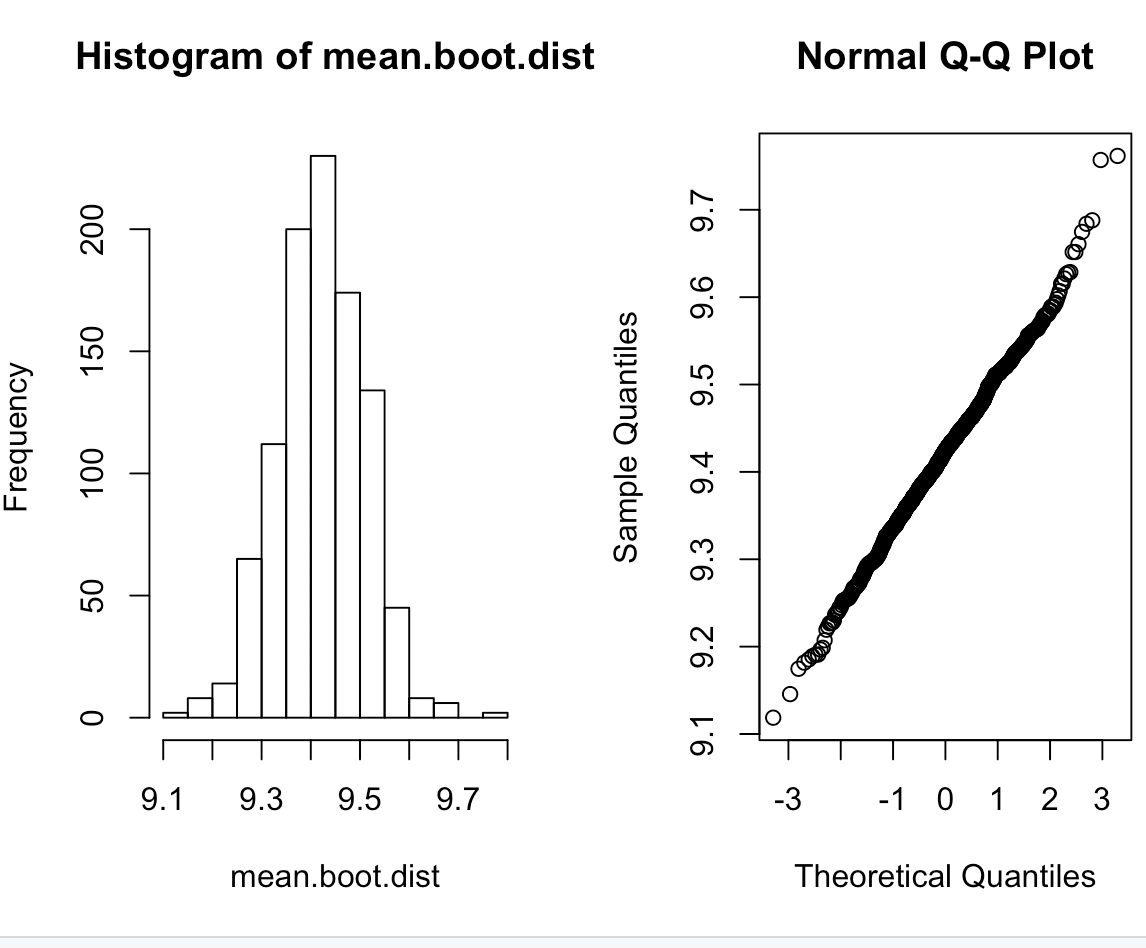 Histogram of mean.boot.dist
Frequency
200
150
100
50
0
9.1 9.3 9.5 9.7
mean.boot.dist
Normal Q-Q Plot
Sample Quantiles
9.7
9.6
9.5
9.4
9.3
9.2
9.1
-3 -1 0 1 2 3
Theoretical Quantiles